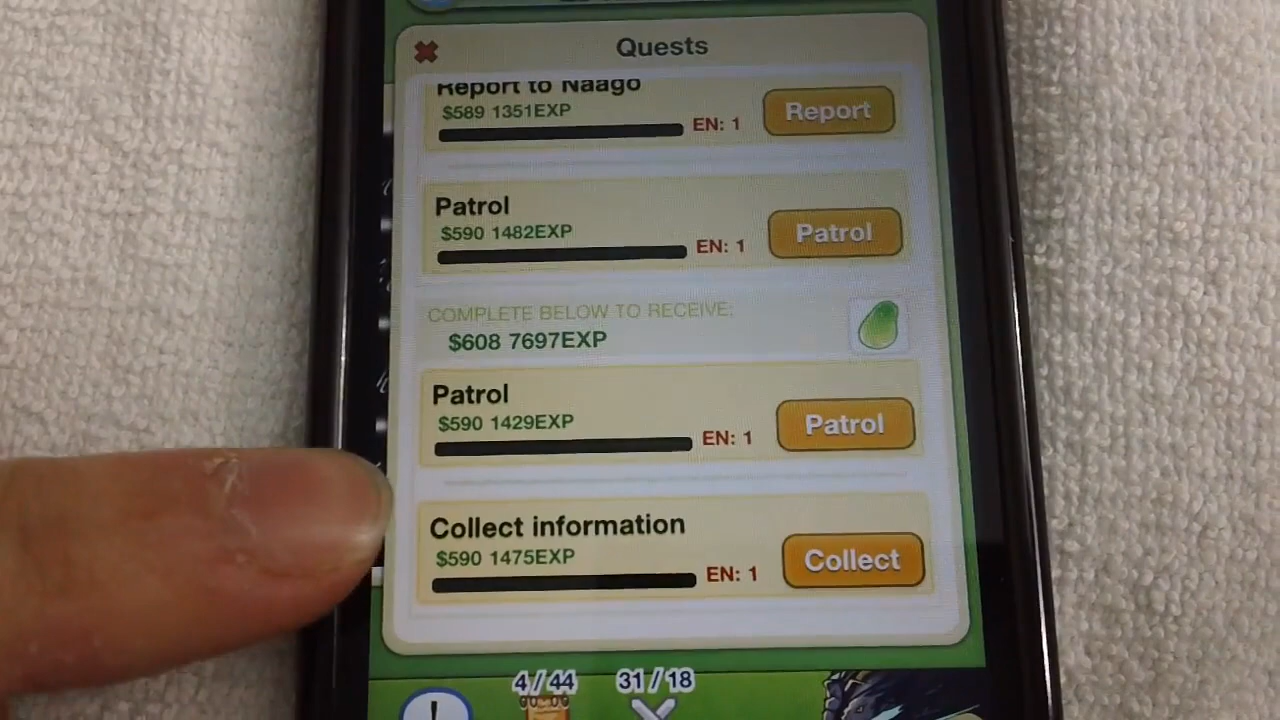 Quests
Report to Naago
$589 1351EXP
EN: 1
Report
Patrol
$590 1482EXP
EN: 1
Patrol
COMPLETE BELOW TO RECEIVE:
$608 7697EXP
Patrol
$590 1429EXP
EN: 1
Patrol
Collect information
$590 1475EXP
EN: 1
Collect
4/44
31/18
!